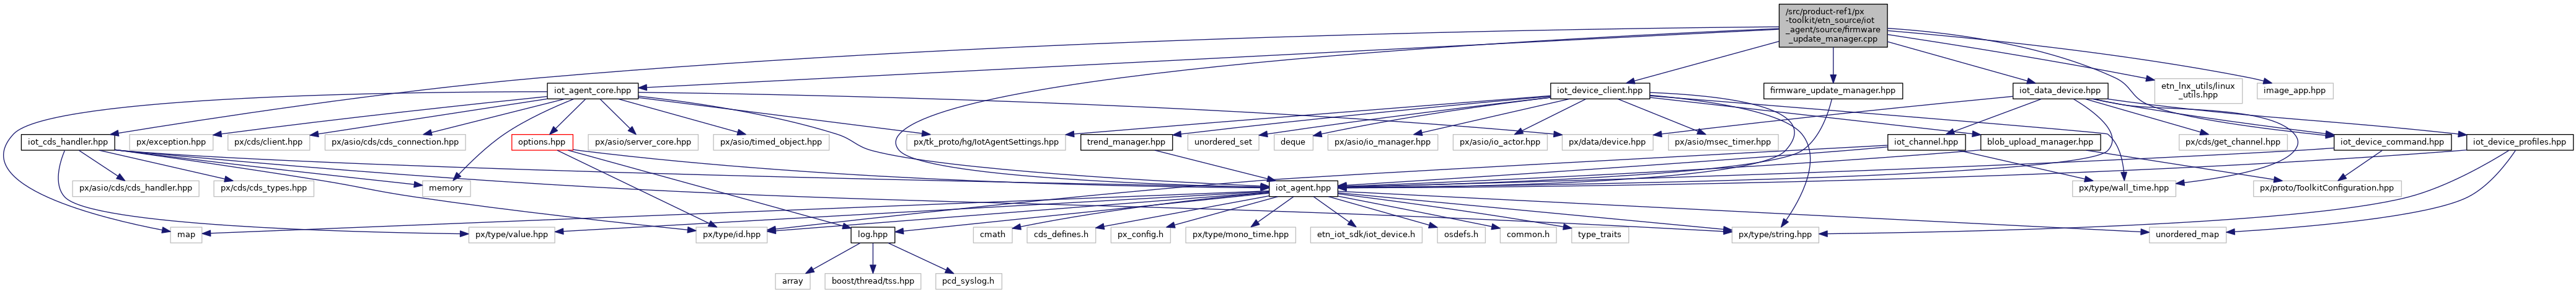 /src/product-ref1/px
-toolkit/etn_source/iot
_agent/source/firmware
_update_manager.cpp
iot_agent_core.hpp
iot_device_client.hpp
firmware_update_manager.hpp
iot_data_device.hpp
etn_lnx_utils/linux
_utils.hpp
image_app.hpp
iot_cds_handler.hpp
px/exception.hpp
px/cds/client.hpp
px/asio/cds/cds_connection.hpp
options.hpp
px/asio/server_core.hpp
px/asio/timed_object.hpp
px/tk_proto/hg/IotAgentSettings.hpp
trend_manager.hpp
unordered_set
deque
px/asio/io_manager.hpp
px/asio/io_actor.hpp
px/data/device.hpp
px/asio/msec_timer.hpp
iot_channel.hpp
blob_upload_manager.hpp
px/cds/get_channel.hpp
iot_device_command.hpp
iot_device_profiles.hpp
px/asio/cds/cds_handler.hpp
px/cds/cds_types.hpp
memory
iot_agent.hpp
px/type/wall_time.hpp
px/proto/ToolkitConfiguration.hpp
map
px/type/value.hpp
px/type/id.hpp
log.hpp
cmath
cds_defines.h
px_config.h
px/type/mono_time.hpp
etn_iot_sdk/iot_device.h
osdefs.h
common.h
type_traits
px/type/string.hpp
unordered_map
array
boost/thread/tss.hpp
pcd_syslog.h